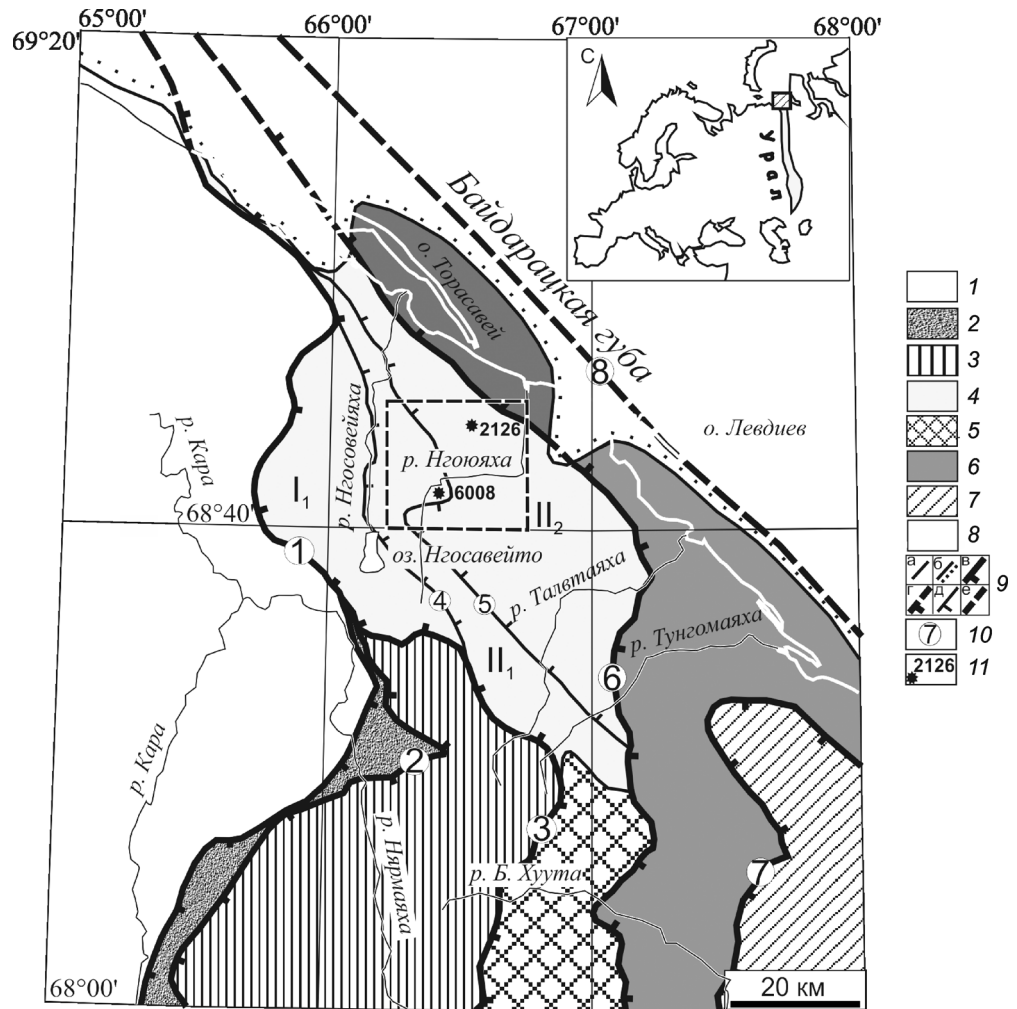 65°00'
66°00'
67°00'
68°00'
69°20'
С
урал
Байдарацкая губа
о. Торасавей
8
о. Левдиев
р. Кара
р. Нгосовейяха
2126
р. Нгоюяха
6008
I1
II2
68°40'
1
оз. Нгосавейто
4
5
р. Талвтаяха
р. Тунгомаяха
II1
6
р. Кара
2
3
р. Нярмаяха
р. Б. Хуута
7
68°00'
20 км
1
2
3
4
5
6
7
8
а б в
г д е
9
7 10
2126 11